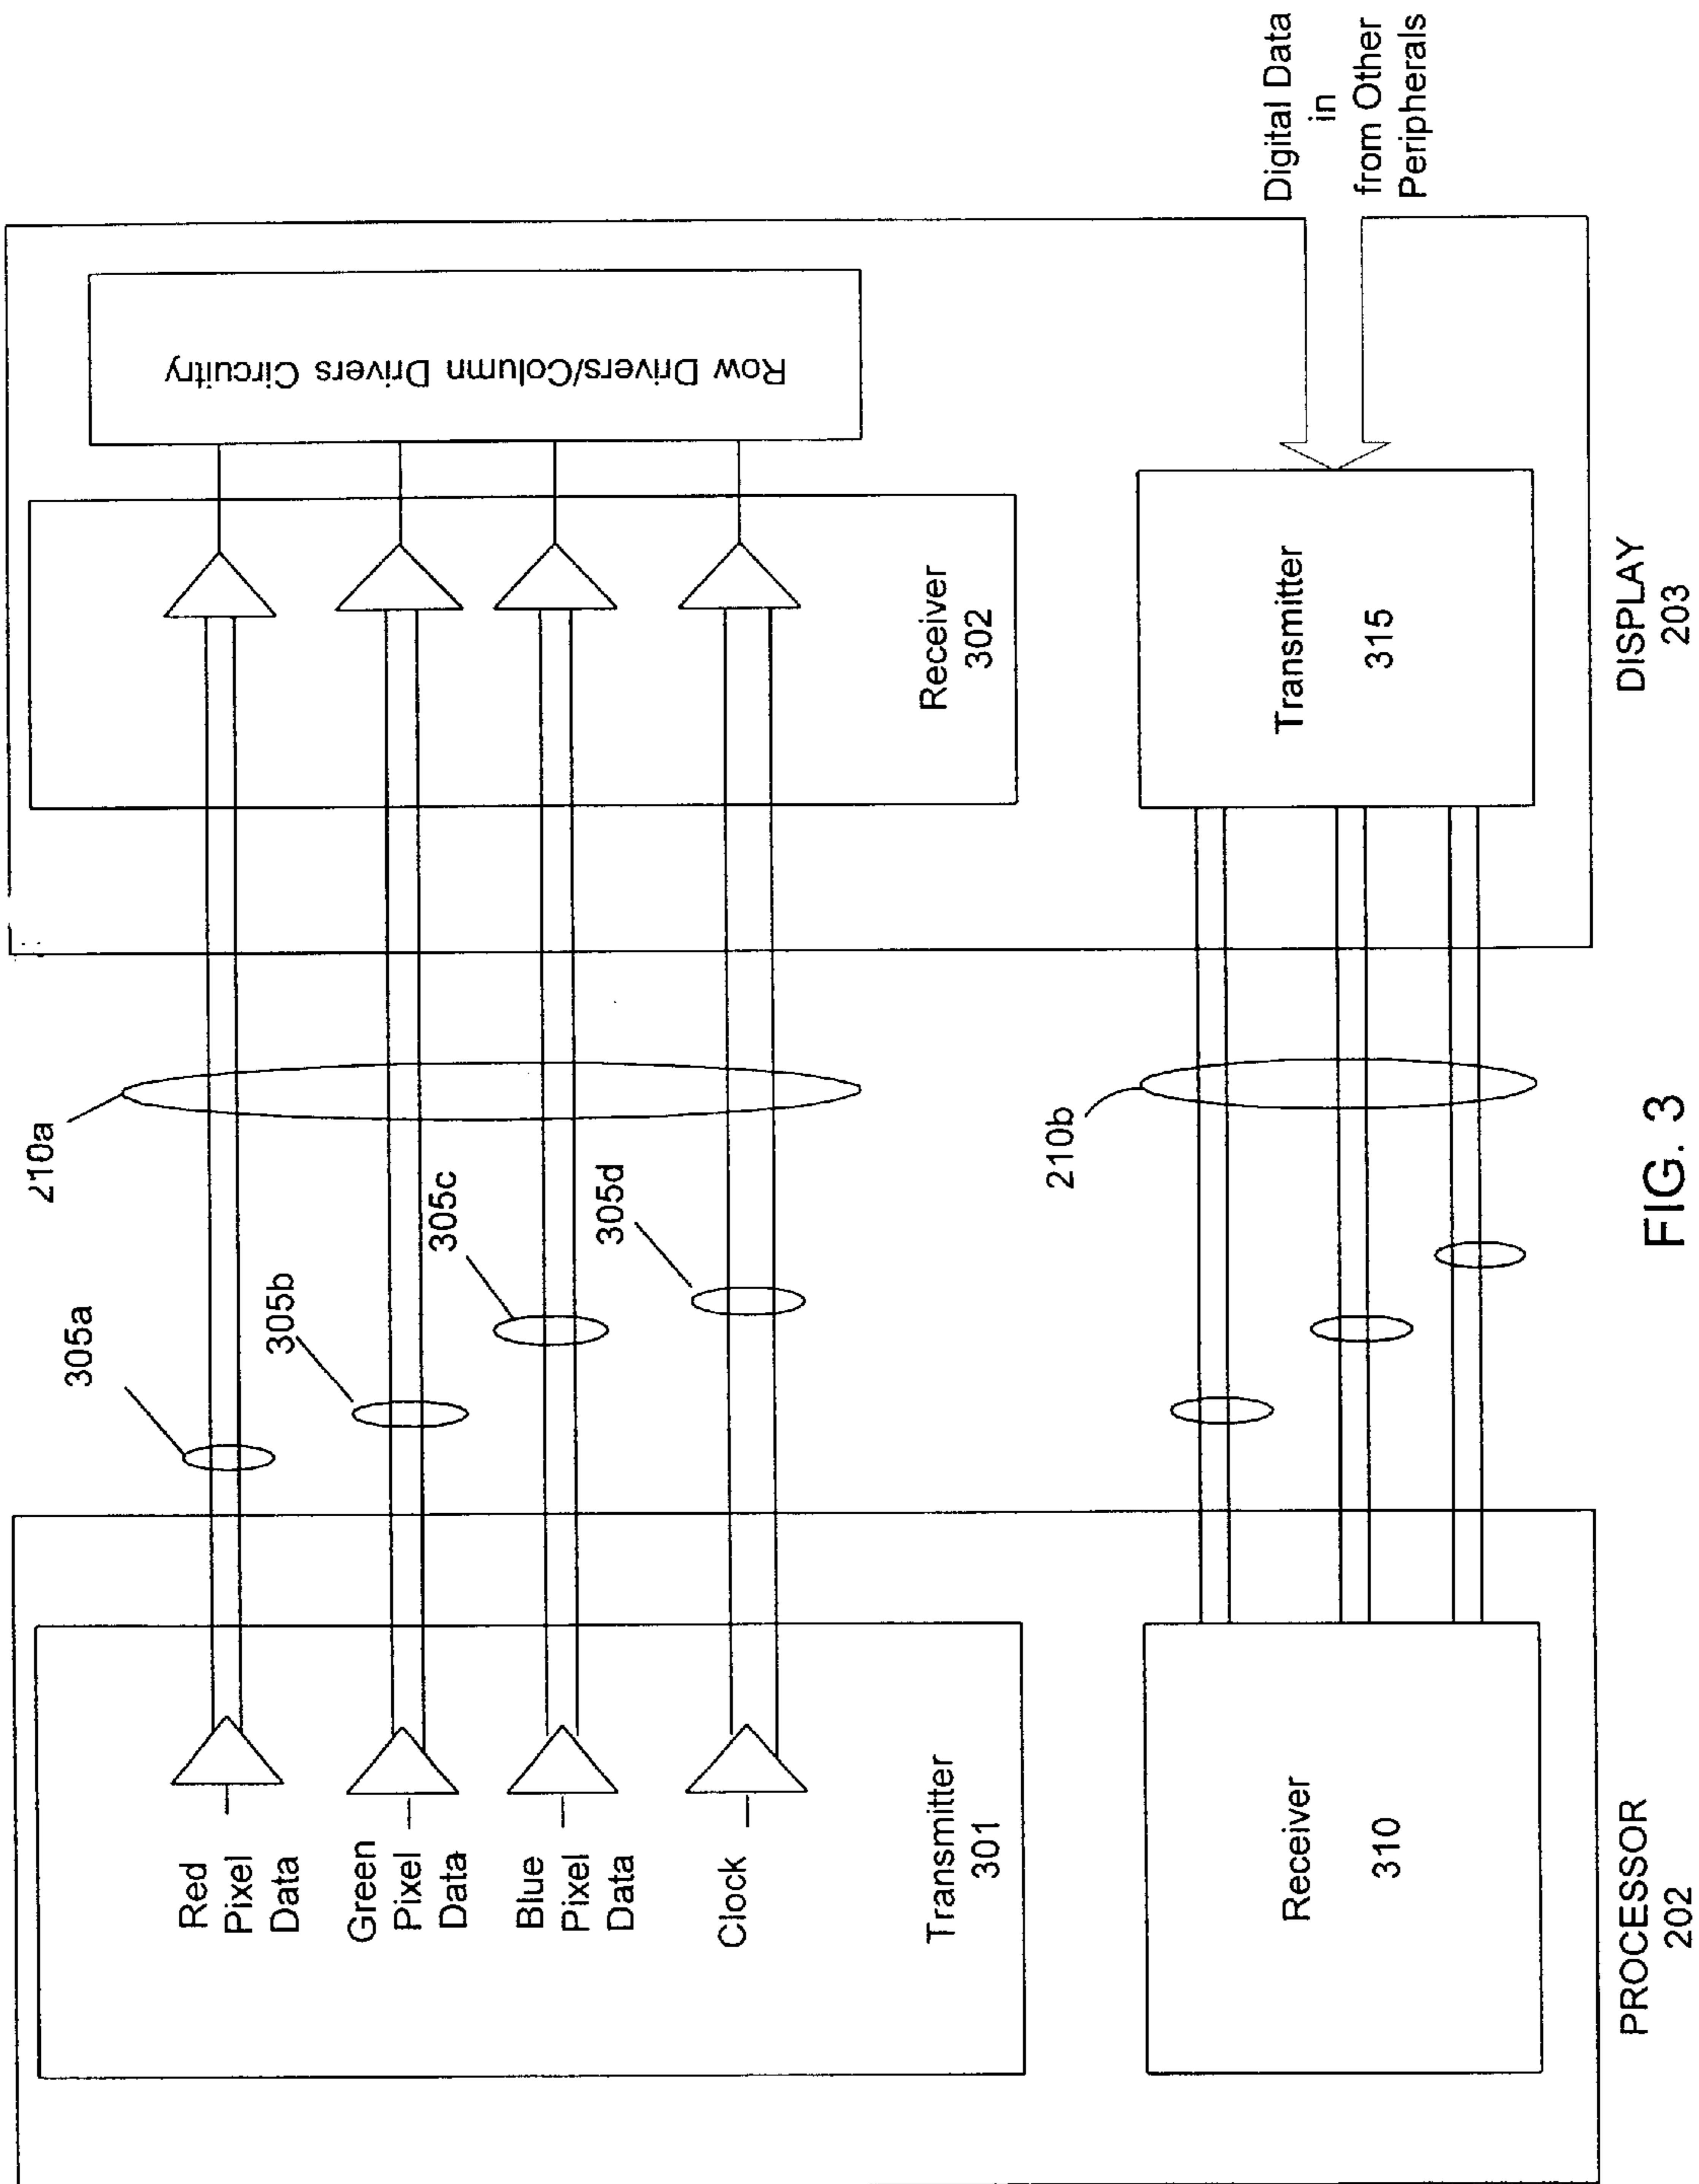 Red
Pixel
Data
Green
Pixel
Data
Blue
Pixel
Data
Clock
Transmitter
301
305a
305b
305c
305d
210a
Receiver
302
Row Drivers/Column Drivers Circuitry
Receiver
310
210b
Transmitter
315
Digital Data
in
from Other
Peripherals
PROCESSOR
202
DISPLAY
203
FIG. 3